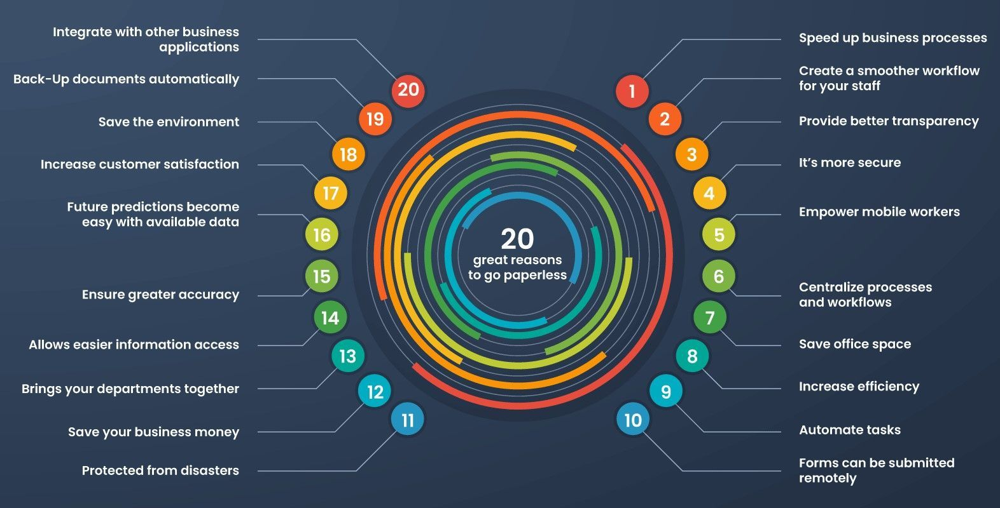 20
great reasons
to go paperless
1
Speed up business processes
2
Create a smoother workflow
for your staff
3
Provide better transparency
4
It's more secure
5
Empower mobile workers
6
Centralize processes
and workflows
7
Save office space
8
Increase efficiency
9
Automate tasks
10
Forms can be submitted
remotely
11
Protected from disasters
12
Save your business money
13
Brings your departments together
14
Allows easier information access
15
Ensure greater accuracy
16
Future predictions become
easy with available data
17
Increase customer satisfaction
18
Save the environment
19
Back-Up documents automatically
20
Integrate with other business
applications